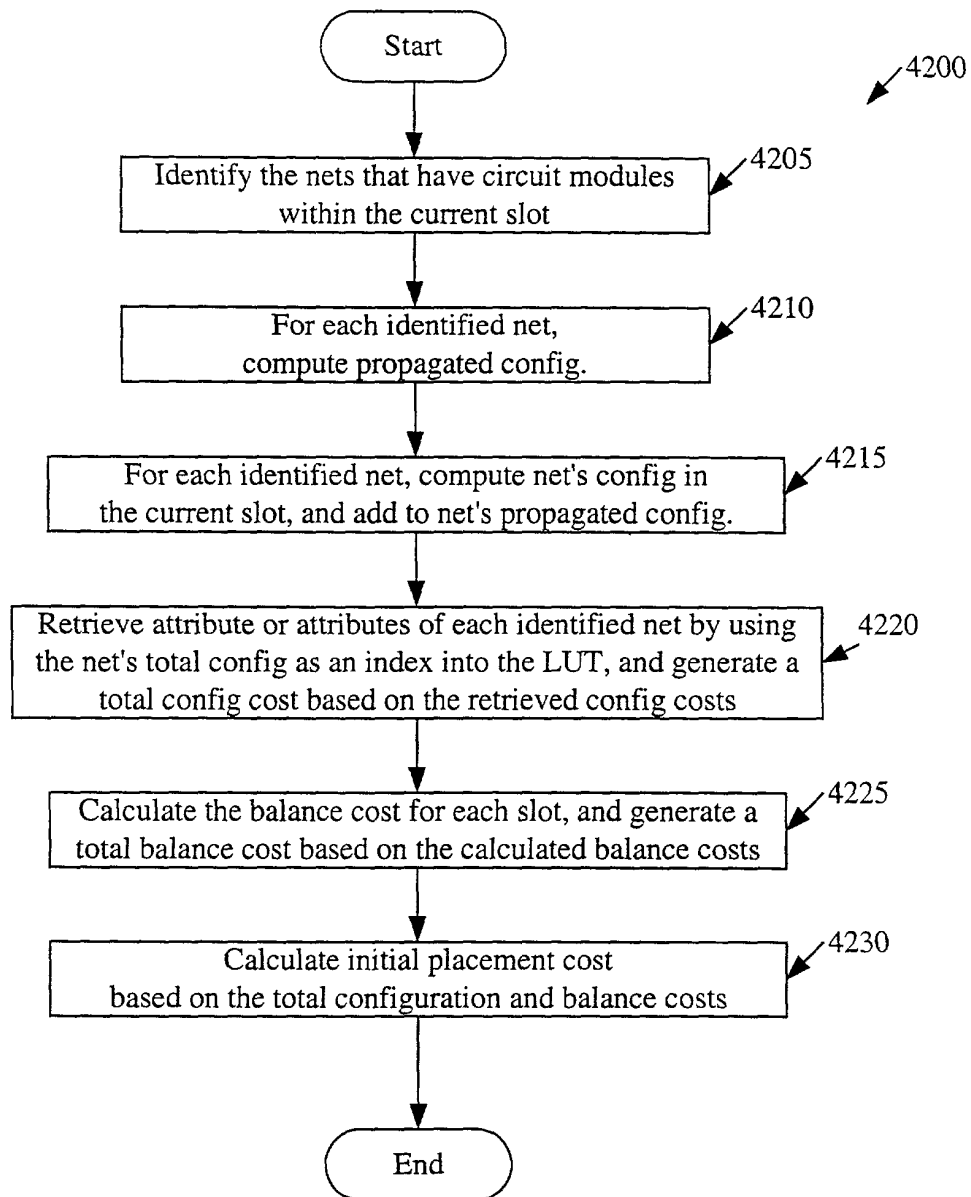 Start
4200
4205
Identify the nets that have circuit modules
within the current slot
4210
For each identified net,
compute propagated config.
4215
For each identified net, compute net's config in
the current slot, and add to net's propagated config.
4220
Retrieve attribute or attributes of each identified net by using
the net's total config as an index into the LUT, and generate a
total config cost based on the retrieved config costs
4225
Calculate the balance cost for each slot, and generate a
total balance cost based on the calculated balance costs
4230
Calculate initial placement cost
based on the total configuration and balance costs
End